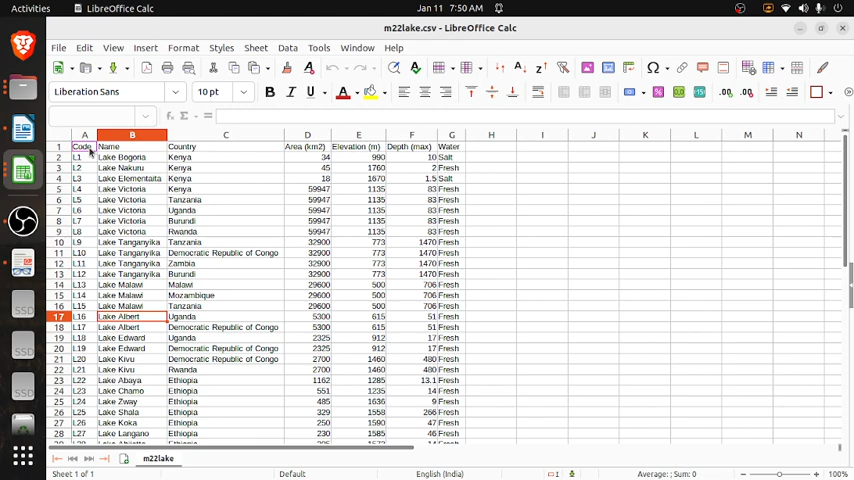 Activities LibreOffice Calc Jan 11 7:50 AM
m22lake.csv - LibreOffice Calc
File Edit View Insert Format Styles Sheet Data Tools Window Help
Liberation Sans 10 pt
A B C D E F G H I J K L M N
1 Code Name Country Area (km2) Elevation (m) Depth (max) Water
2 L1 Lake Bogoria Kenya 34 990 10 Salt
3 L2 Lake Nakuru Kenya 45 1760 2 Fresh
4 L3 Lake Elementaita Kenya 18 1670 1.5 Salt
5 L4 Lake Victoria Kenya 59947 1135 83 Fresh
6 L5 Lake Victoria Tanzania 59947 1135 83 Fresh
7 L6 Lake Victoria Uganda 59947 1135 83 Fresh
8 L7 Lake Victoria Burundi 59947 1135 83 Fresh
9 L8 Lake Victoria Rwanda 59947 1135 83 Fresh
10 L9 Lake Tanganyika Tanzania 32900 773 1470 Fresh
11 L10 Lake Tanganyika Democratic Republic of Congo 32900 773 1470 Fresh
12 L11 Lake Tanganyika Zambia 32900 773 1470 Fresh
13 L12 Lake Tanganyika Burundi 32900 773 1470 Fresh
14 L13 Lake Malawi Malawi 29600 500 706 Fresh
15 L14 Lake Malawi Mozambique 29600 500 706 Fresh
16 L15 Lake Malawi Tanzania 29600 500 706 Fresh
17 L16 Lake Albert Uganda 5300 615 51 Fresh
18 L17 Lake Albert Democratic Republic of Congo 5300 615 51 Fresh
19 L18 Lake Edward Uganda 2325 912 17 Fresh
20 L19 Lake Edward Democratic Republic of Congo 2325 912 17 Fresh
21 L20 Lake Kivu Democratic Republic of Congo 2700 1460 480 Fresh
22 L21 Lake Kivu Rwanda 2700 1460 480 Fresh
23 L22 Lake Abaya Ethiopia 1162 1285 13.1 Fresh
24 L23 Lake Chamo Ethiopia 551 1235 14 Fresh
25 L24 Lake Zway Ethiopia 485 1636 9 Fresh
26 L25 Lake Shala Ethiopia 329 1558 266 Fresh
27 L26 Lake Koka Ethiopia 250 1590 47 Fresh
28 L27 Lake Langano Ethiopia 230 1585 46 Fresh
m22lake
Sheet 1 of 1 Default English (India) Average: ; Sum: 0 100%